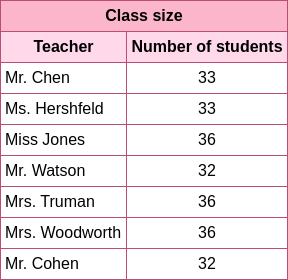 Class size
Teacher Number of students
Mr. Chen 33
Ms. Hershfeld 33
Miss Jones 36
Mr. Watson 32
Mrs. Truman 36
Mrs. Woodworth 36
Mr. Cohen 32